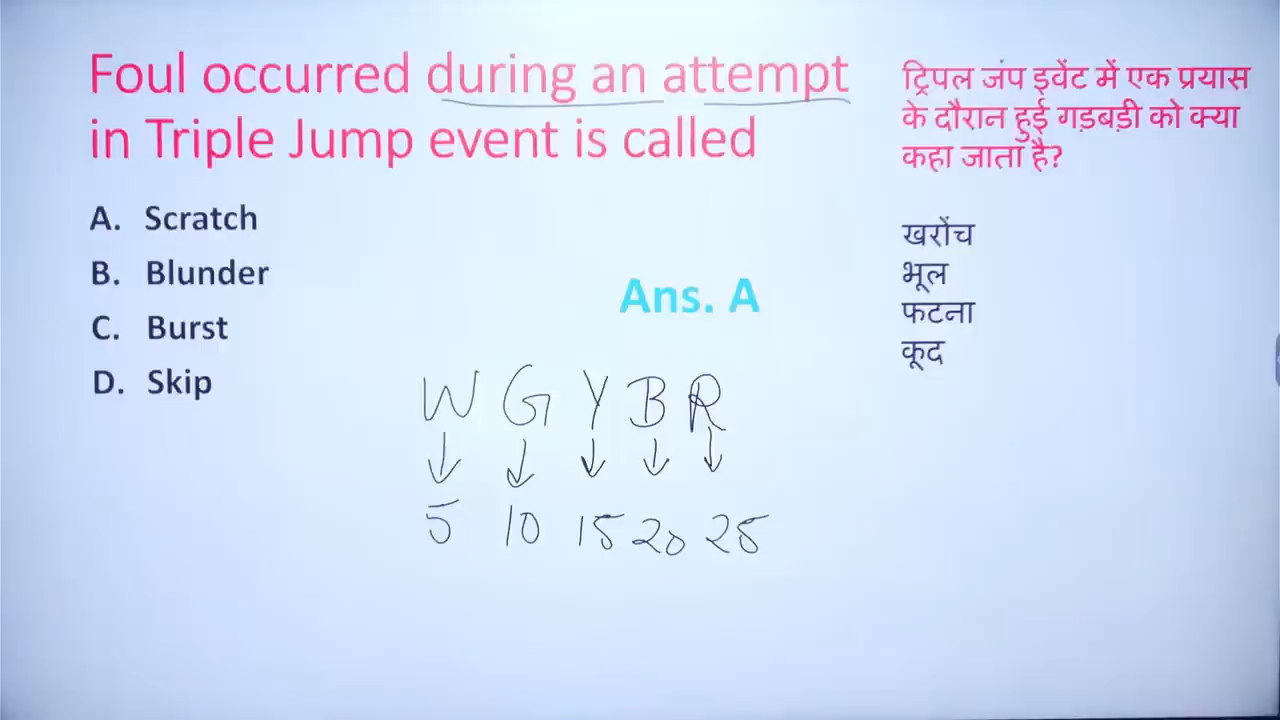 Foul occurred during an attempt
in Triple Jump event is called
A. Scratch
B. Blunder
C. Burst
D. Skip
Ans. A
W G Y B R
5 10 15 20 25
ट्रिपल जंप इवेंट में एक प्रयास
के दौरान हुई गड़बड़ी को क्या
कहा जाता है?
खरोंच
भूल
फटना
कूद